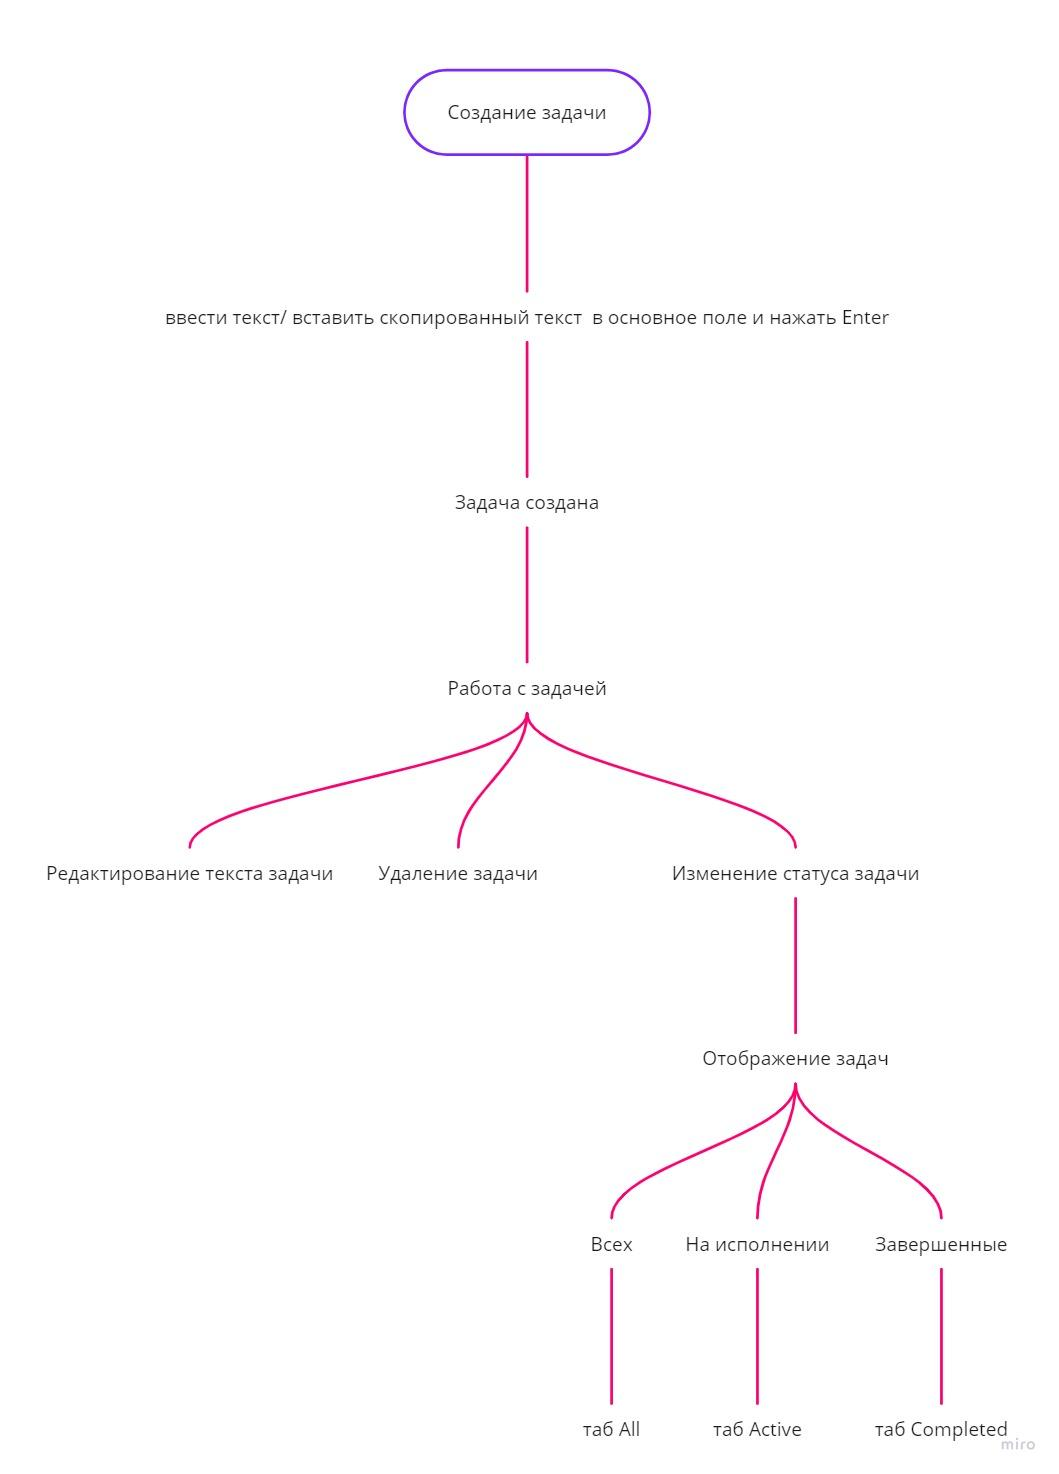 Создание задачи
ввести текст/ вставить скопированный текст  в основное поле и нажать Enter
Задача создана
Работа с задачей
Редактирование текста задачи
Удаление задачи
Изменение статуса задачи
Отображение задач
Всех
На исполнении
Завершенные
таб All
таб Active
таб Completed
miro